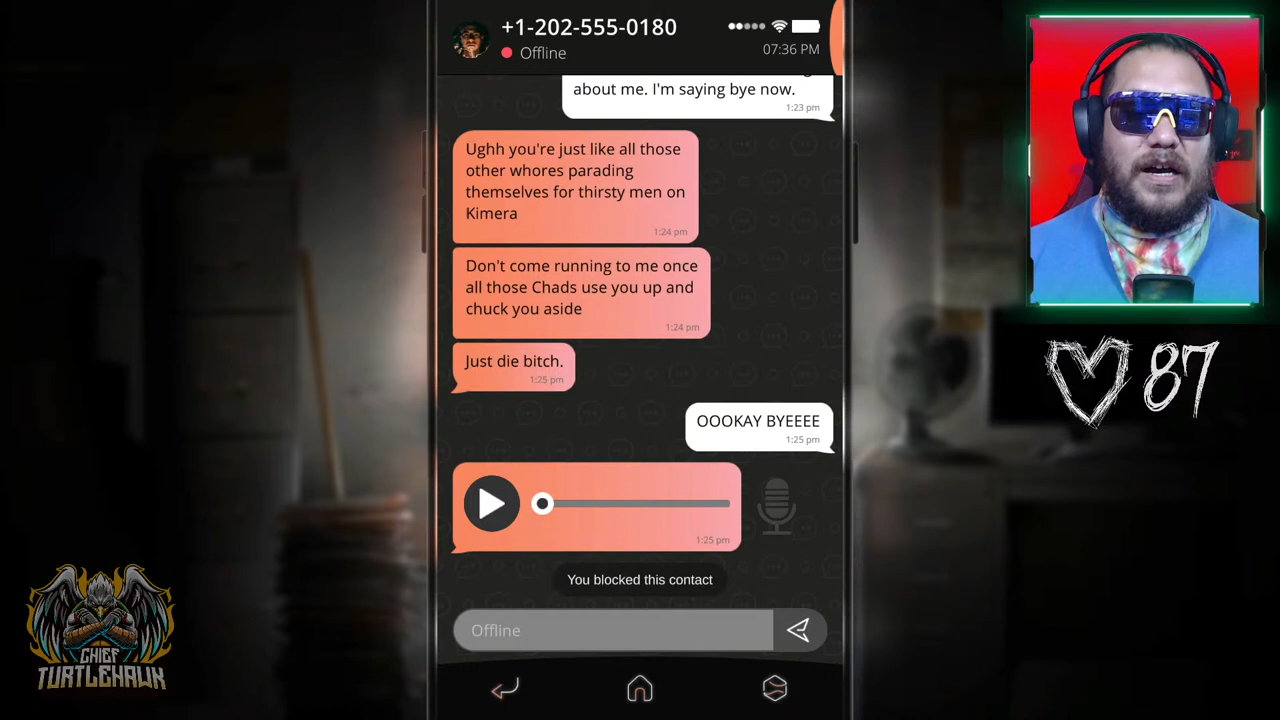 +1-202-555-0180
Offline
07:36 PM
about me. I'm saying bye now.
1:23 pm
Ughh you're just like all those
other whores parading
themselves for thirsty men on
Kimera
1:24 pm
Don't come running to me once
all those Chads use you up and
chuck you aside
1:24 pm
Just die bitch.
1:25 pm
OOOKAY BYEEEE
1:25 pm
1:25 pm
You blocked this contact
Offline
87
CHIEF
TURTLEHAWK